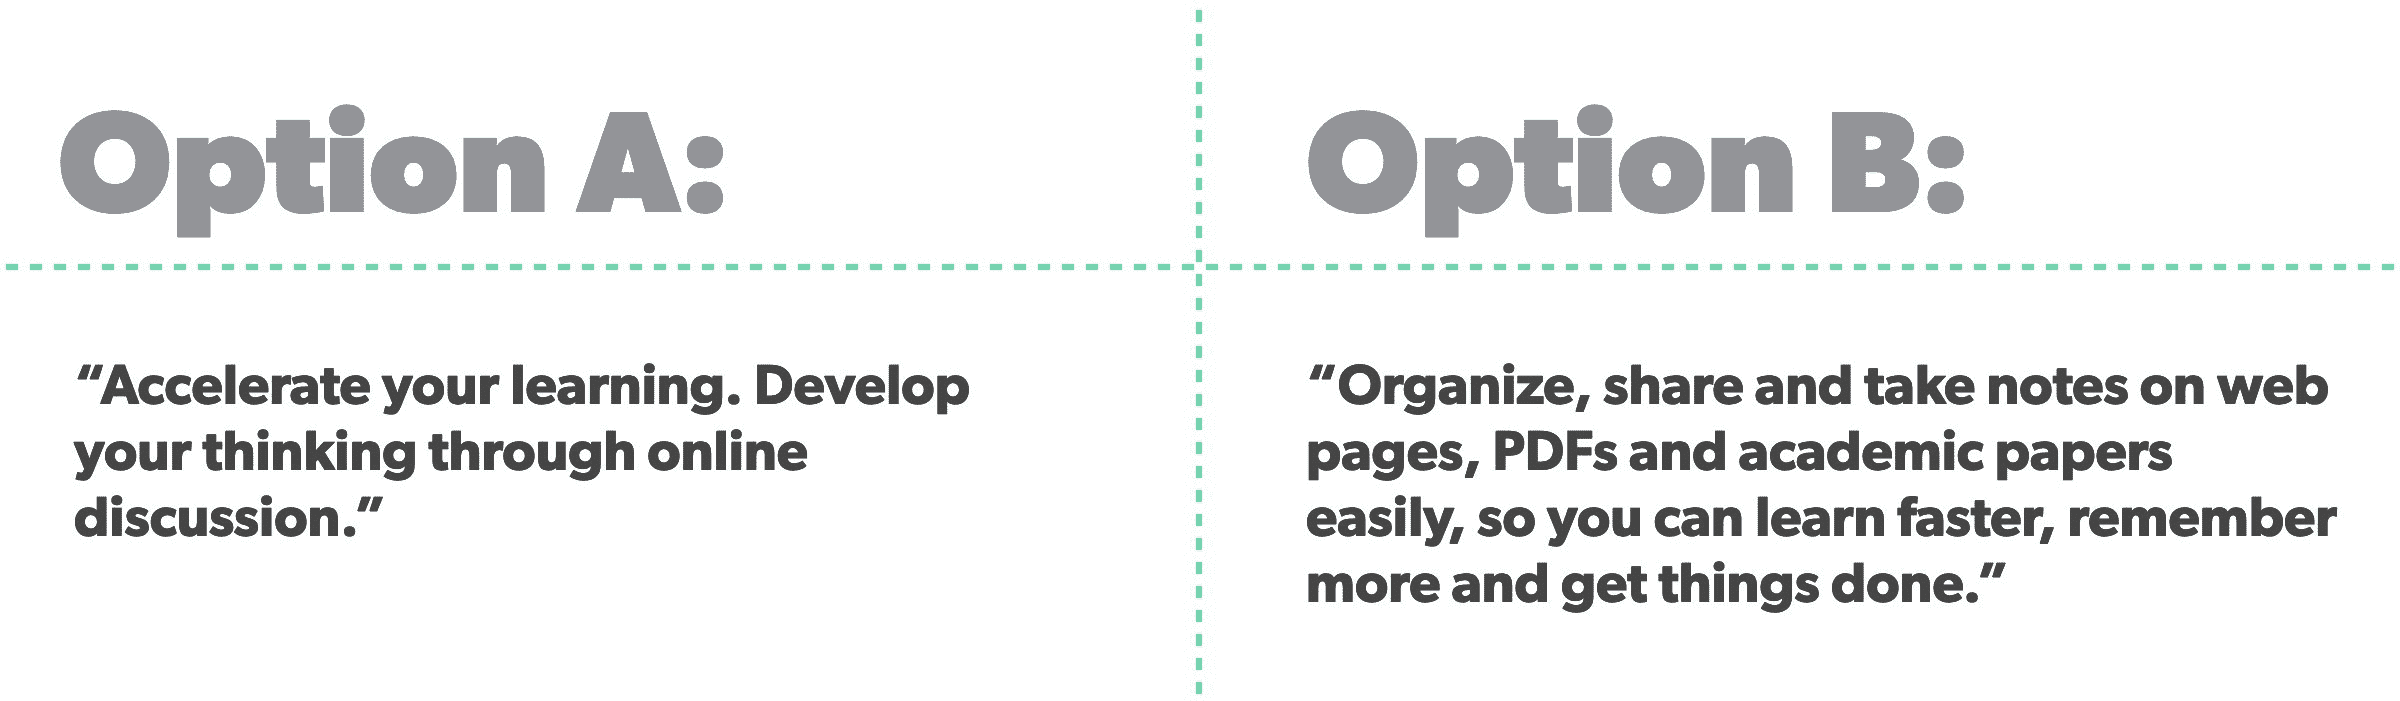 Option A:
“Accelerate your learning. Develop
your thinking through online
discussion.”
Option B:
“Organize, share and take notes on web
pages, PDFs and academic papers
easily, so you can learn faster, remember
more and get things done.”